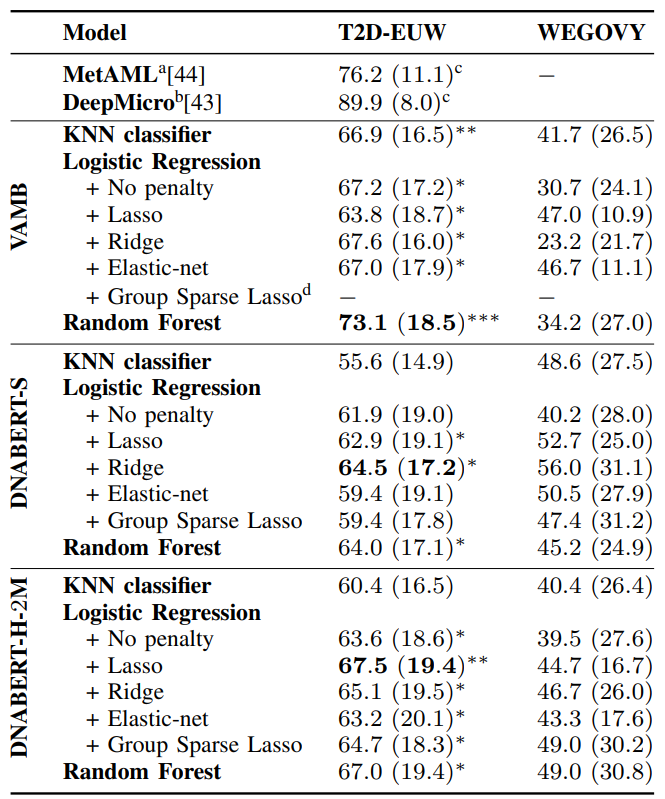 Model T2D-EUW WEGOVY
MetAMLᵃ[44] 76.2 (11.1)ᶜ −
DeepMicroᵇ[43] 89.9 (8.0)ᶜ
VAMB
KNN classifier 66.9 (16.5)** 41.7 (26.5)
Logistic Regression
+ No penalty 67.2 (17.2)* 30.7 (24.1)
+ Lasso 63.8 (18.7)* 47.0 (10.9)
+ Ridge 67.6 (16.0)* 23.2 (21.7)
+ Elastic-net 67.0 (17.9)* 46.7 (11.1)
+ Group Sparse Lassoᵈ − −
Random Forest 73.1 (18.5)*** 34.2 (27.0)
DNABERT-S
KNN classifier 55.6 (14.9) 48.6 (27.5)
Logistic Regression
+ No penalty 61.9 (19.0) 40.2 (28.0)
+ Lasso 62.9 (19.1)* 52.7 (25.0)
+ Ridge 64.5 (17.2)* 56.0 (31.1)
+ Elastic-net 59.4 (19.1) 50.5 (27.9)
+ Group Sparse Lasso 59.4 (17.8) 47.4 (31.2)
Random Forest 64.0 (17.1)* 45.2 (24.9)
DNABERT-H-2M
KNN classifier 60.4 (16.5) 40.4 (26.4)
Logistic Regression
+ No penalty 63.6 (18.6)* 39.5 (27.6)
+ Lasso 67.5 (19.4)** 44.7 (16.7)
+ Ridge 65.1 (19.5)* 46.7 (26.0)
+ Elastic-net 63.2 (20.1)* 43.3 (17.6)
+ Group Sparse Lasso 64.7 (18.3)* 49.0 (30.2)
Random Forest 67.0 (19.4)* 49.0 (30.8)